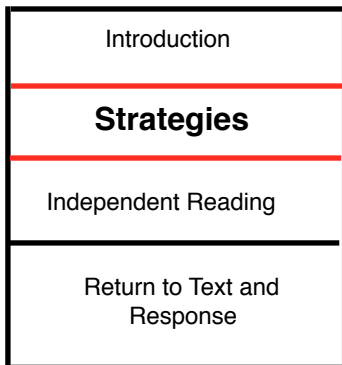 Introduction
Strategies
Independent Reading
Return to Text and
Response